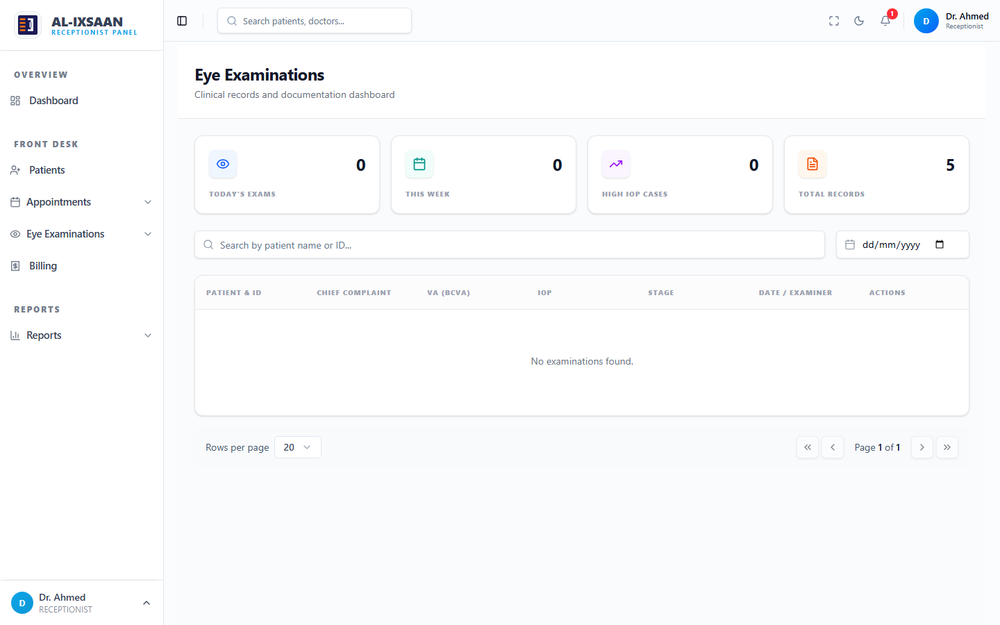 AL-IXSAAN
RECEPTIONIST PANEL
OVERVIEW
Dashboard
FRONT DESK
Patients
Appointments
Eye Examinations
Billing
REPORTS
Reports
D
Dr. Ahmed
RECEPTIONIST
Search patients, doctors...
1
D
Dr. Ahmed
Receptionist
Eye Examinations
Clinical records and documentation dashboard
0
TODAY'S EXAMS
0
THIS WEEK
0
HIGH IOP CASES
5
TOTAL RECORDS
Search by patient name or ID...
dd/mm/yyyy
PATIENT & ID CHIEF COMPLAINT VA (BCVA) IOP STAGE DATE / EXAMINER ACTIONS
No examinations found.
Rows per page 20
Page 1 of 1